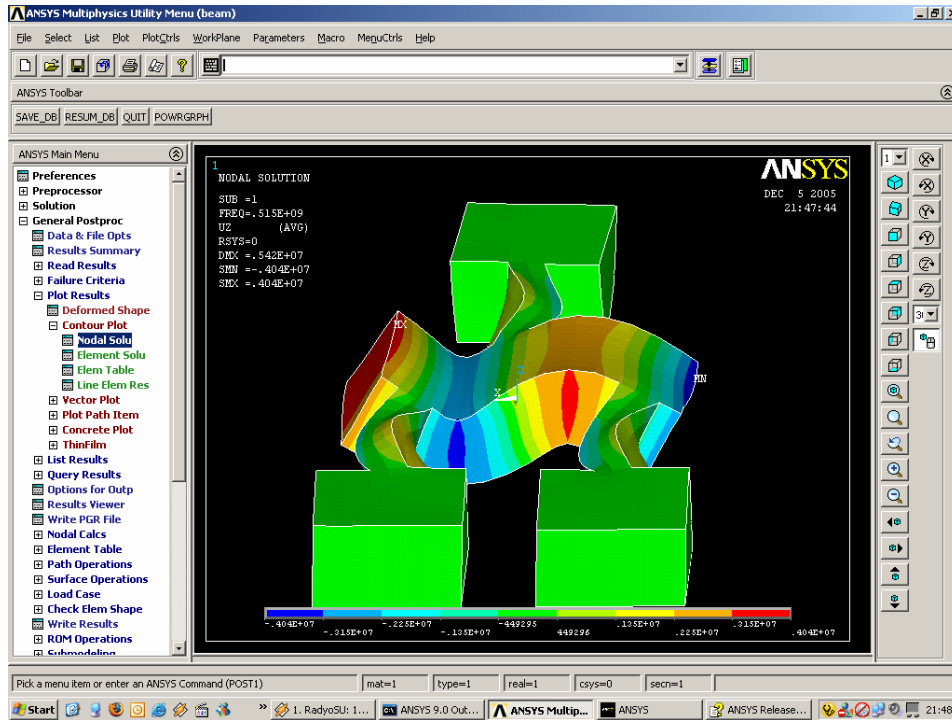 ANSYS Multiphysics Utility Menu (beam)
File Select List Plot PlotCtrls WorkPlane Parameters Macro MenuCtrls Help
ANSYS Toolbar
SAVE_DB RESUM_DB QUIT POWRGRPH
ANSYS Main Menu
Preferences
Preprocessor
Solution
General Postproc
Data & File Opts
Results Summary
Read Results
Failure Criteria
Plot Results
Deformed Shape
Contour Plot
Nodal Solu
Element Solu
Elem Table
Line Elem Res
Vector Plot
Plot Path Item
Concrete Plot
ThinFilm
List Results
Query Results
Options for Outp
Results Viewer
Write PGR File
Nodal Calcs
Element Table
Path Operations
Surface Operations
Load Case
Check Elem Shape
Write Results
ROM Operations
Submodeling
1
NODAL SOLUTION
SUB =1
FREQ=.515E+09
UZ (AVG)
RSYS=0
DMX =.542E+07
SMN =-.404E+07
SMX =.404E+07
ANSYS
DEC 5 2005
21:47:44
MX
Z
X
MN
-.404E+07 -.315E+07 -.225E+07 -.135E+07 -449295 449296 .135E+07 .225E+07 .315E+07 .404E+07
1
X
X
Y
Y
Z
Z
Pick a menu item or enter an ANSYS Command (POST1) mat=1 type=1 real=1 csys=0 secn=1
Start » 1. RadyoSU: 1... ANSYS 9.0 Out... ANSYS Multip... ANSYS ANSYS Release... 21:48